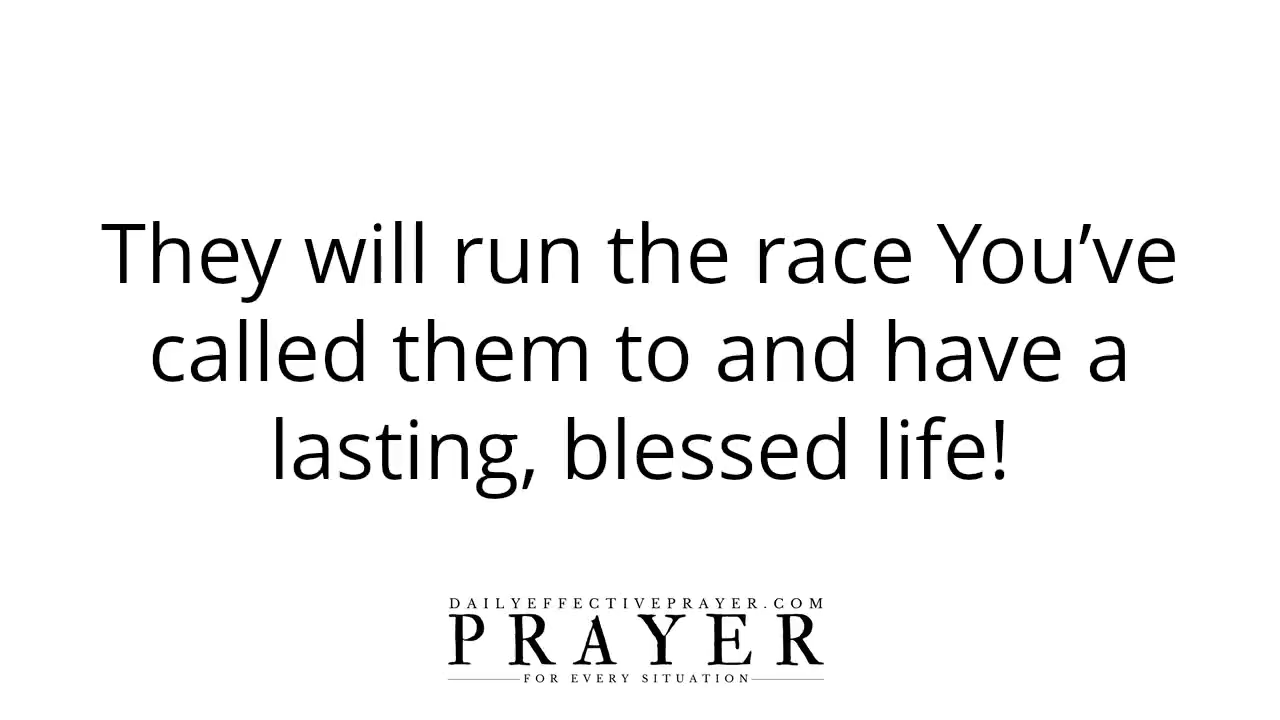 They will run the race You’ve
called them to and have a
lasting, blessed life!
DAILYEFFECTIVEPRAYER.COM
PRAYER
FOR EVERY SITUATION